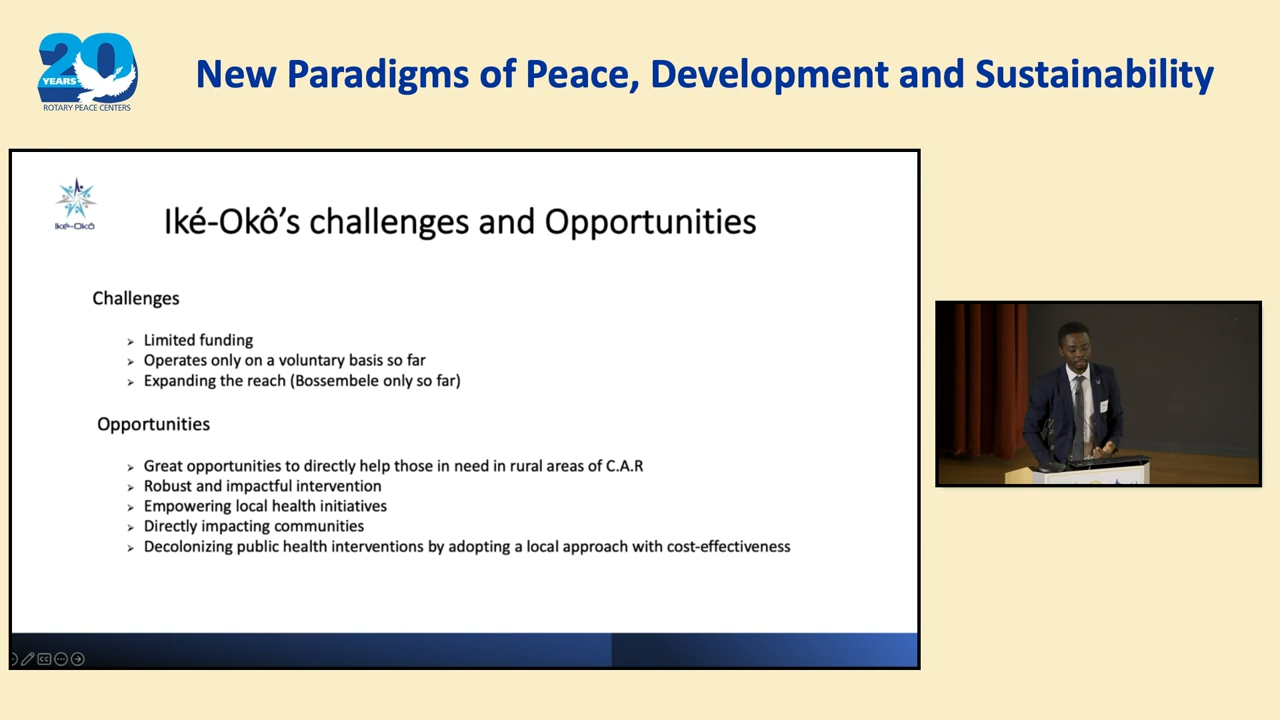 20
YEARS
ROTARY PEACE CENTERS
New Paradigms of Peace, Development and Sustainability
Iké-Okô
Iké-Okô’s challenges and Opportunities
Challenges
Limited funding
Operates only on a voluntary basis so far
Expanding the reach (Bossembele only so far)
Opportunities
Great opportunities to directly help those in need in rural areas of C.A.R
Robust and impactful intervention
Empowering local health initiatives
Directly impacting communities
Decolonizing public health interventions by adopting a local approach with cost-effectiveness
CC